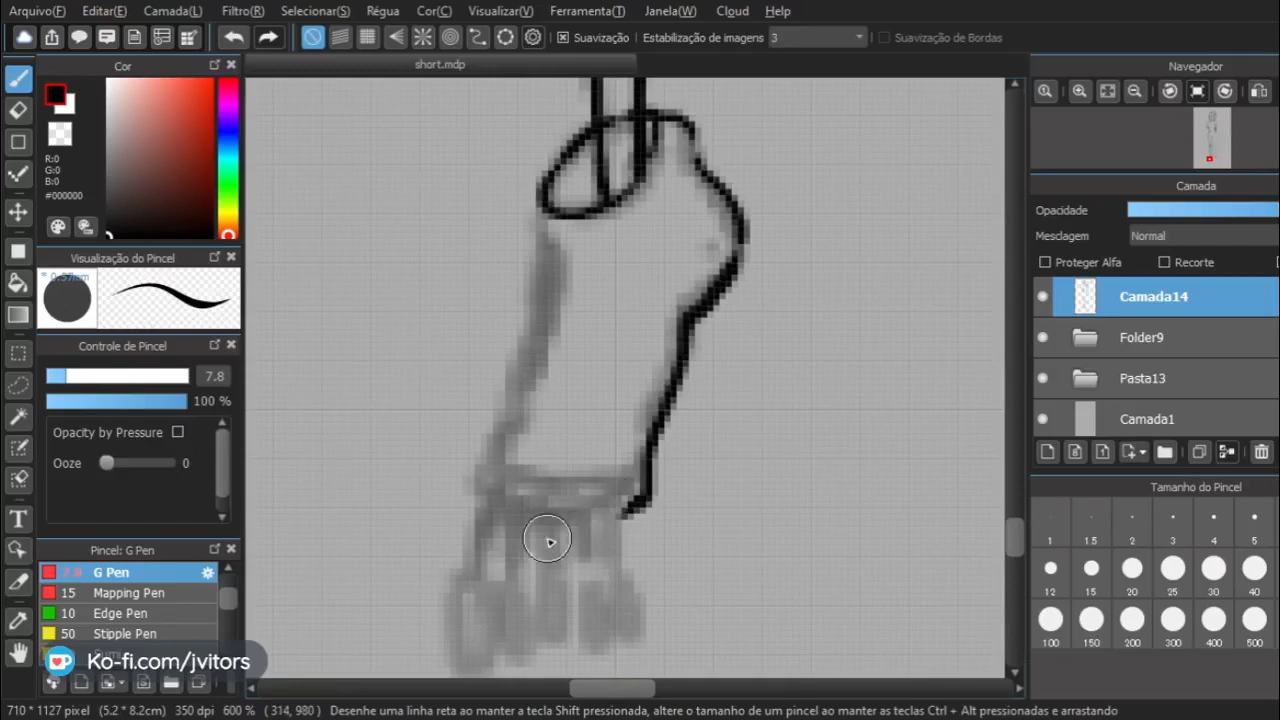 Arquivo(F) Editar(E) Camada(L) Filtro(R) Selecionar(S) Régua Cor(C) Visualizar(V) Ferramenta(T) Janela(W) Cloud Help
Suavização Estabilização de imagens 3 Suavização de Bordas
Cor
short.mdp
Navegador
R:0
G:0
B:0
#000000
Camada
Opacidade
Mesclagem Normal
Proteger Alfa Recorte
Visualização do Pincel
* 0.57mm
Camada14
Folder9
Pasta13
Camada1
Controle de Pincel
7.8
100 %
Opacity by Pressure
Ooze 0
Tamanho do Pincel
1 1.5 2 3 4 5
12 15 20 25 30 40
100 150 200 300 400 500
Pincel: G Pen
7.8 G Pen
15 Mapping Pen
10 Edge Pen
50 Stipple Pen
Ko-fi.com/jvitors
710 * 1127 pixel (5.2 * 8.2cm) 350 dpi 600 % ( 314, 980 ) Desenhe uma linha reta ao manter a tecla Shift pressionada, altere o tamanho de um pincel ao manter as teclas Ctrl + Alt pressionadas e arrastando